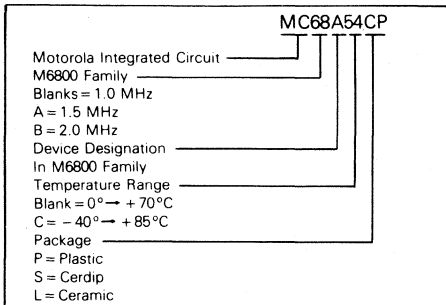 MC68A54CP
Motorola Integrated Circuit
M6800 Family
Blanks = 1.0 MHz
A = 1.5 MHz
B = 2.0 MHz
Device Designation
In M6800 Family
Temperature Range
Blank = 0° → + 70°C
C = – 40° → + 85°C
Package
P = Plastic
S = Cerdip
L = Ceramic